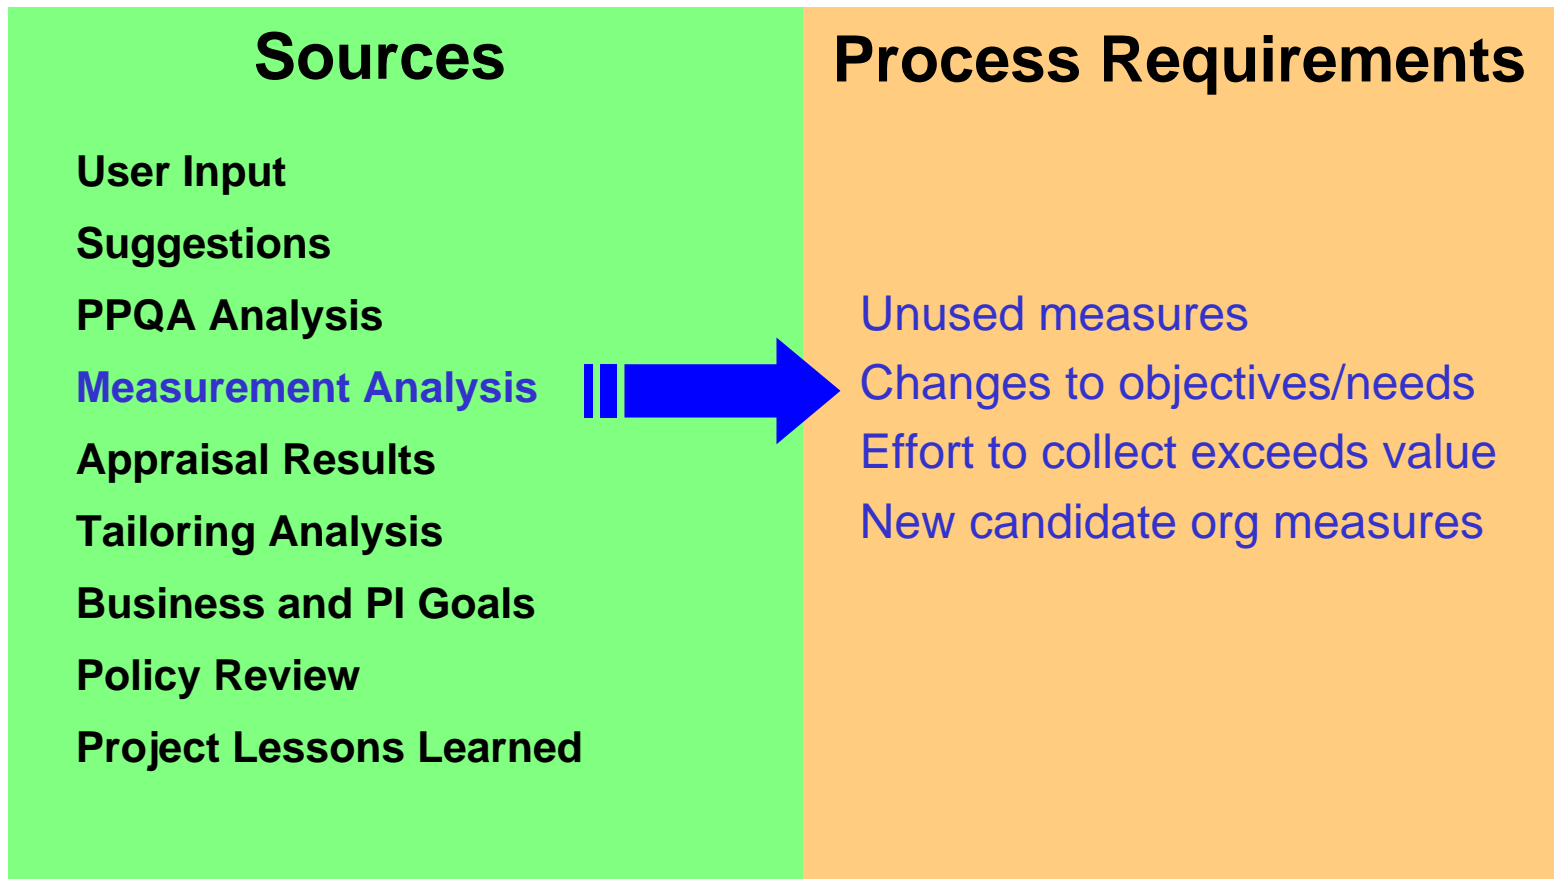 Sources
User Input
Suggestions
PPQA Analysis
Measurement Analysis
Appraisal Results
Tailoring Analysis
Business and PI Goals
Policy Review
Project Lessons Learned
Process Requirements
Unused measures
Changes to objectives/needs
Effort to collect exceeds value
New candidate org measures